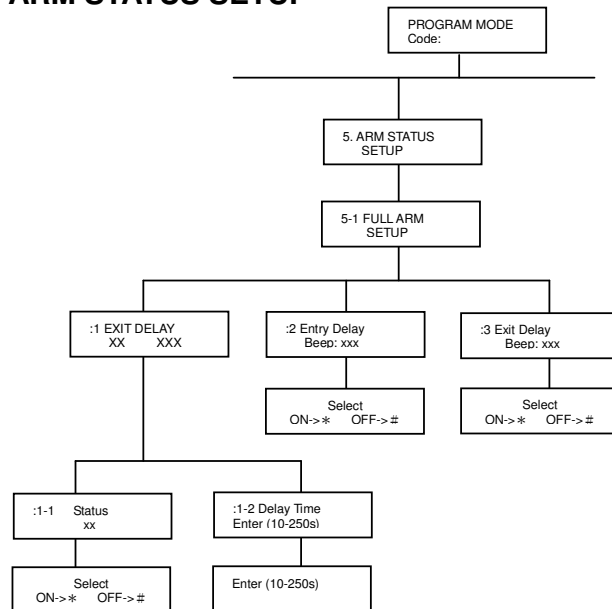 ARM STATUS SETUP
PROGRAM MODE
Code:
5. ARM STATUS
SETUP
5-1 FULL ARM
SETUP
:1 EXIT DELAY
XX XXX
:2 Entry Delay
Beep: xxx
:3 Exit Delay
Beep: xxx
Select
ON->* OFF->#
Select
ON->* OFF->#
:1-1 Status
xx
:1-2 Delay Time
Enter (10-250s)
Select
ON->* OFF->#
Enter (10-250s)